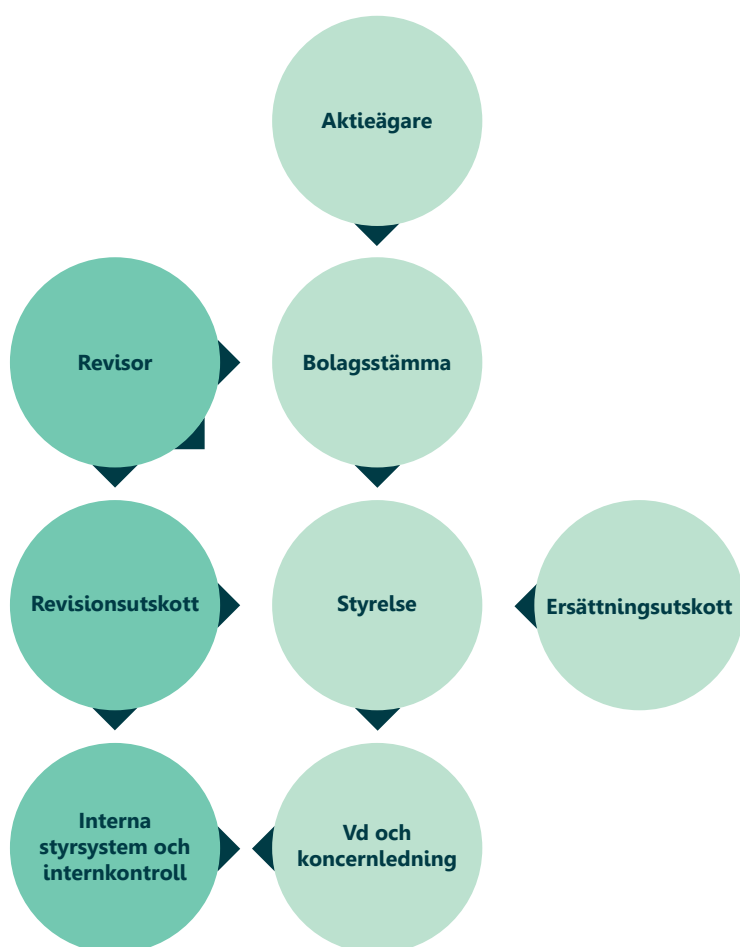 Aktieägare
Revisor
Bolagsstämma
Revisionsutskott
Styrelse
Ersättningsutskott
Interna
styrsystem och
internkontroll
Vd och
koncernledning